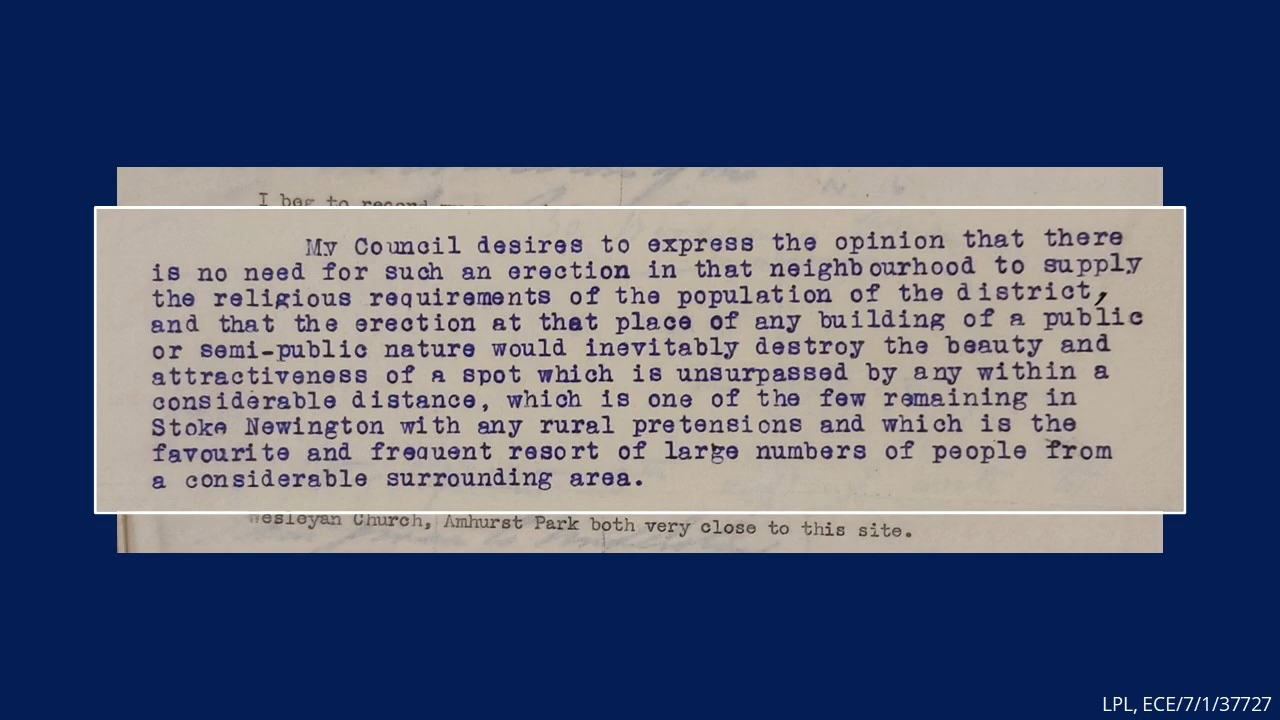 I beg to record my
My Council desires to express the opinion that there
is no need for such an erection in that neighbourhood to supply
the religious requirements of the population of the district,
and that the erection at that place of any building of a public
or semi-public nature would inevitably destroy the beauty and
attractiveness of a spot which is unsurpassed by any within a
considerable distance, which is one of the few remaining in
Stoke Newington with any rural pretensions and which is the
favourite and frequent resort of large numbers of people from
a considerable surrounding area.
Wesleyan Church, Amhurst Park both very close to this site.
LPL, ECE/7/1/37727